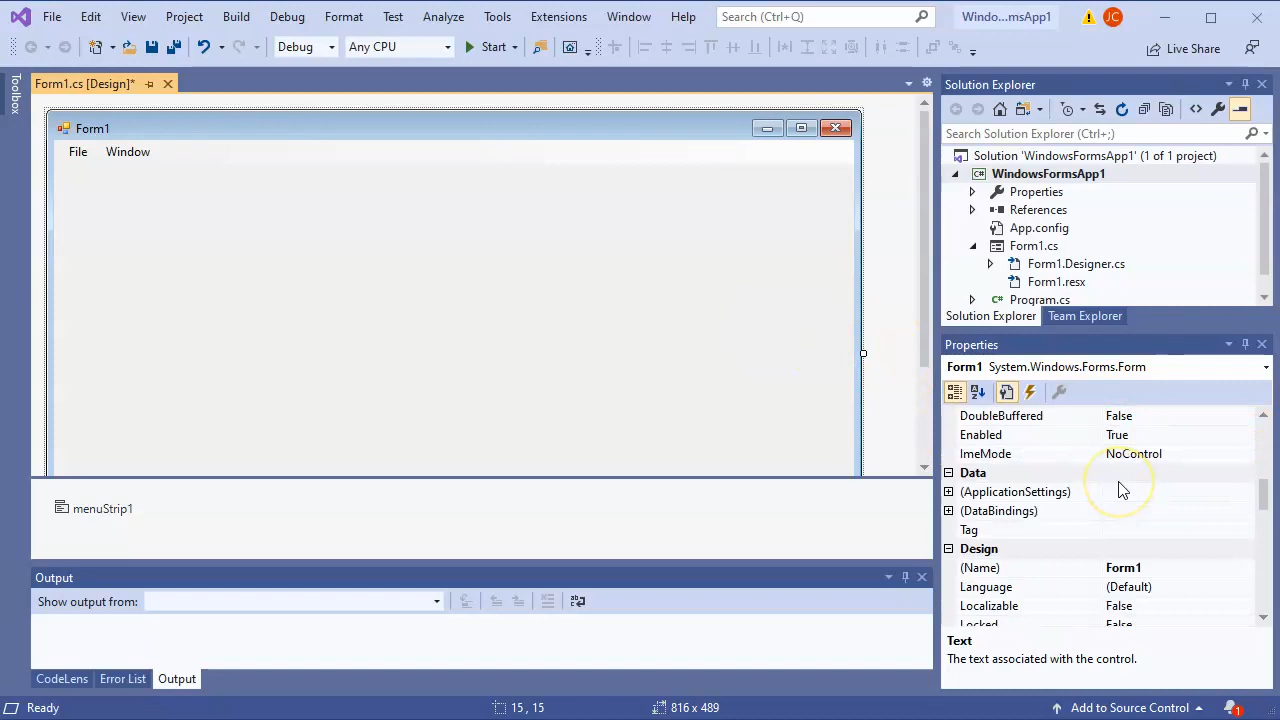 File Edit View Project Build Debug Format Test Analyze Tools Extensions Window Help Search (Ctrl+Q) Windo...msApp1 JC
Debug Any CPU Start Live Share
Toolbox
Form1.cs [Design]*
Form1
File Window
menuStrip1
Output
Show output from:
CodeLens Error List Output
Solution Explorer
Search Solution Explorer (Ctrl+;)
Solution 'WindowsFormsApp1' (1 of 1 project)
C# WindowsFormsApp1
Properties
References
App.config
Form1.cs
Form1.Designer.cs
Form1.resx
Program.cs
Solution Explorer Team Explorer
Properties
Form1 System.Windows.Forms.Form
DoubleBuffered False
Enabled True
ImeMode NoControl
Data
(ApplicationSettings)
(DataBindings)
Tag
Design
(Name) Form1
Language (Default)
Localizable False
Locked False
Text
The text associated with the control.
Ready 15 , 15 816 x 489 Add to Source Control 1